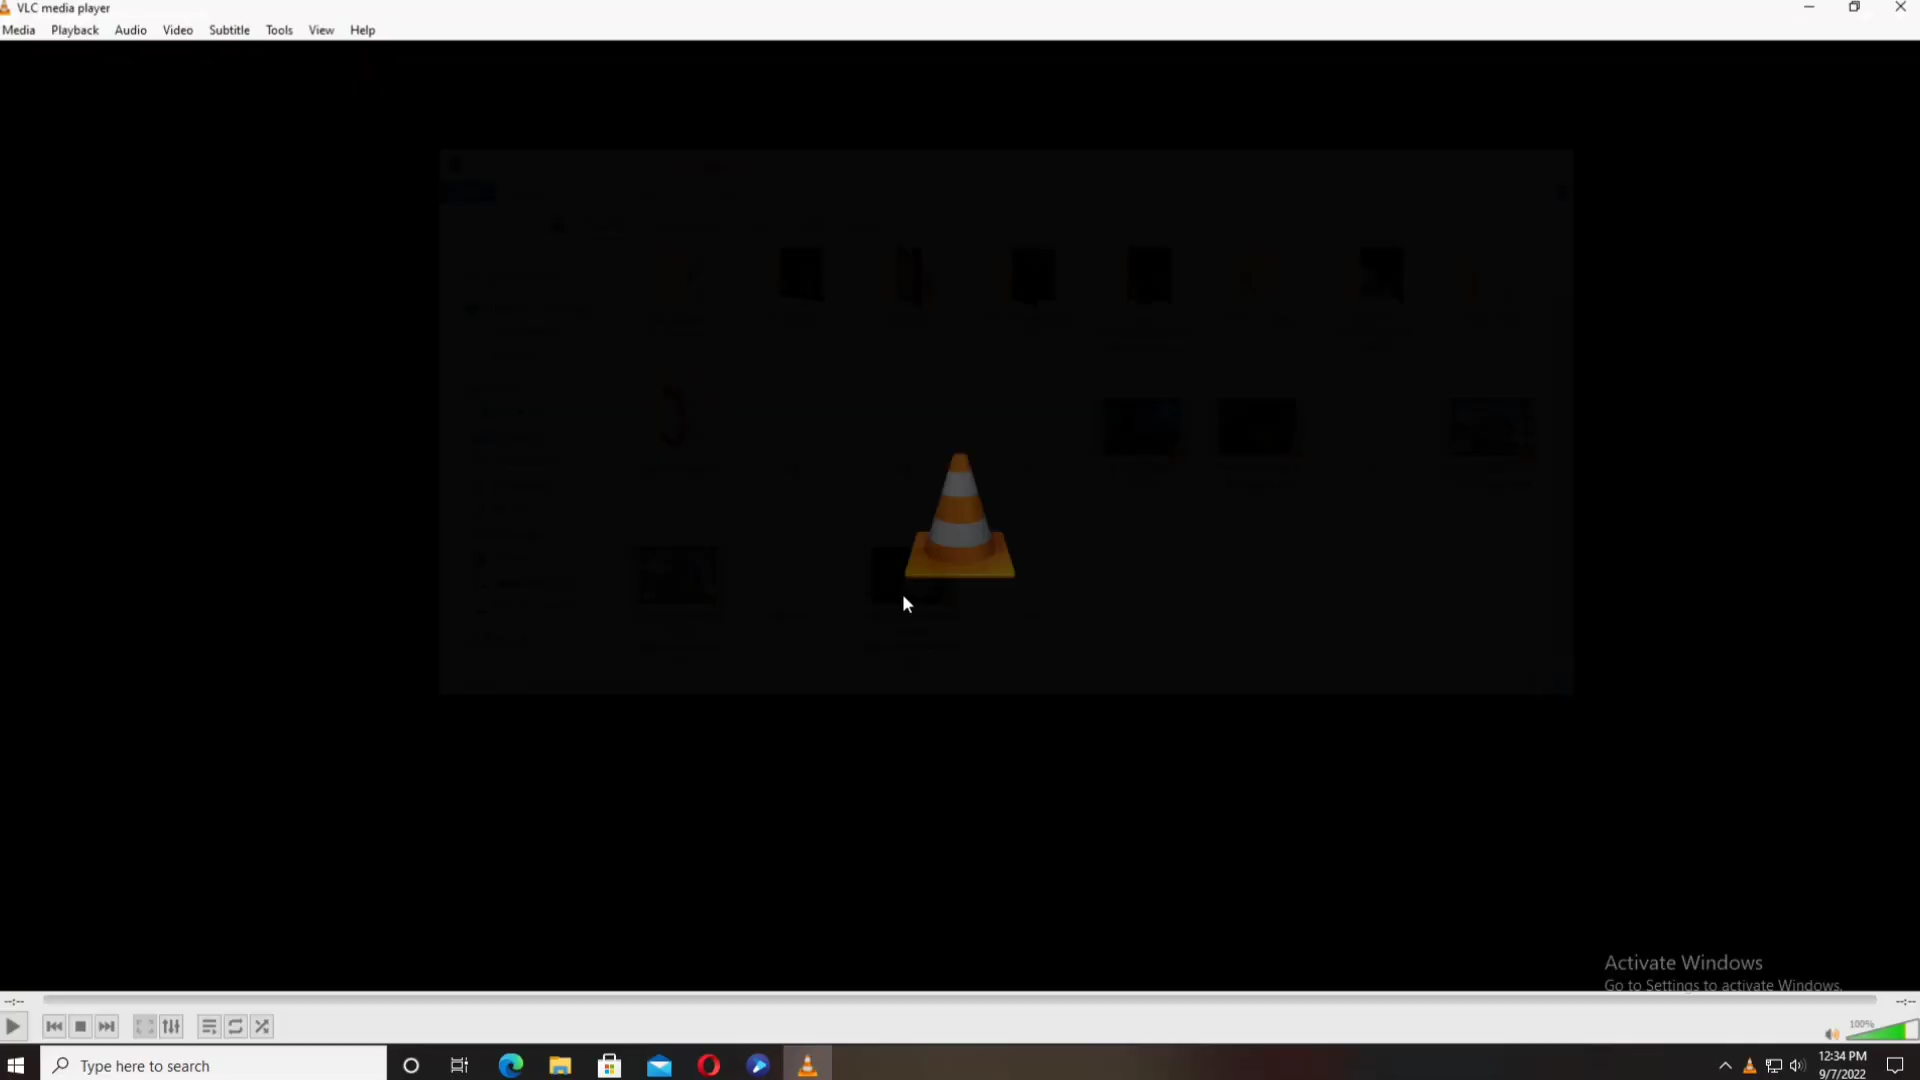 VLC media player
Media Playback Audio Video Subtitle Tools View Help
Activate Windows
Go to Settings to activate Windows.
--:-- --:--
100%
Type here to search
12:34 PM
9/7/2022